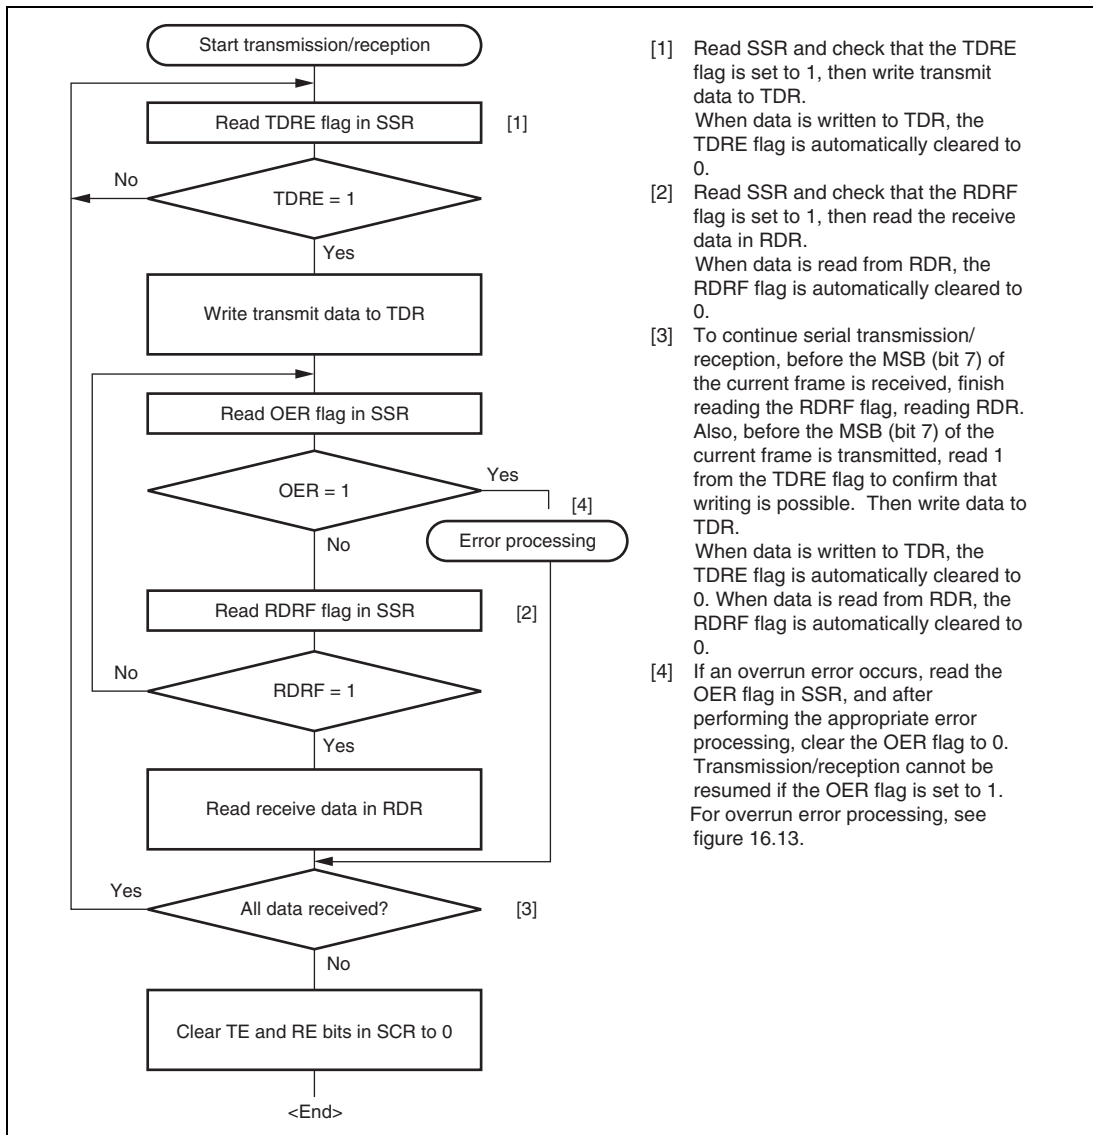 Start transmission/reception
Read TDRE flag in SSR
[1]
No
TDRE = 1
Yes
Write transmit data to TDR
Read OER flag in SSR
OER = 1
Yes
[4]
Error processing
No
Read RDRF flag in SSR
[2]
No
RDRF = 1
Yes
Read receive data in RDR
Yes
All data received?
[3]
No
Clear TE and RE bits in SCR to 0
<End>
[1] Read SSR and check that the TDRE
flag is set to 1, then write transmit
data to TDR.
When data is written to TDR, the
TDRE flag is automatically cleared to
0.
[2] Read SSR and check that the RDRF
flag is set to 1, then read the receive
data in RDR.
When data is read from RDR, the
RDRF flag is automatically cleared to
0.
[3] To continue serial transmission/
reception, before the MSB (bit 7) of
the current frame is received, finish
reading the RDRF flag, reading RDR.
Also, before the MSB (bit 7) of the
current frame is transmitted, read 1
from the TDRE flag to confirm that
writing is possible. Then write data to
TDR.
When data is written to TDR, the
TDRE flag is automatically cleared to
0. When data is read from RDR, the
RDRF flag is automatically cleared to
0.
[4] If an overrun error occurs, read the
OER flag in SSR, and after
performing the appropriate error
processing, clear the OER flag to 0.
Transmission/reception cannot be
resumed if the OER flag is set to 1.
For overrun error processing, see
figure 16.13.